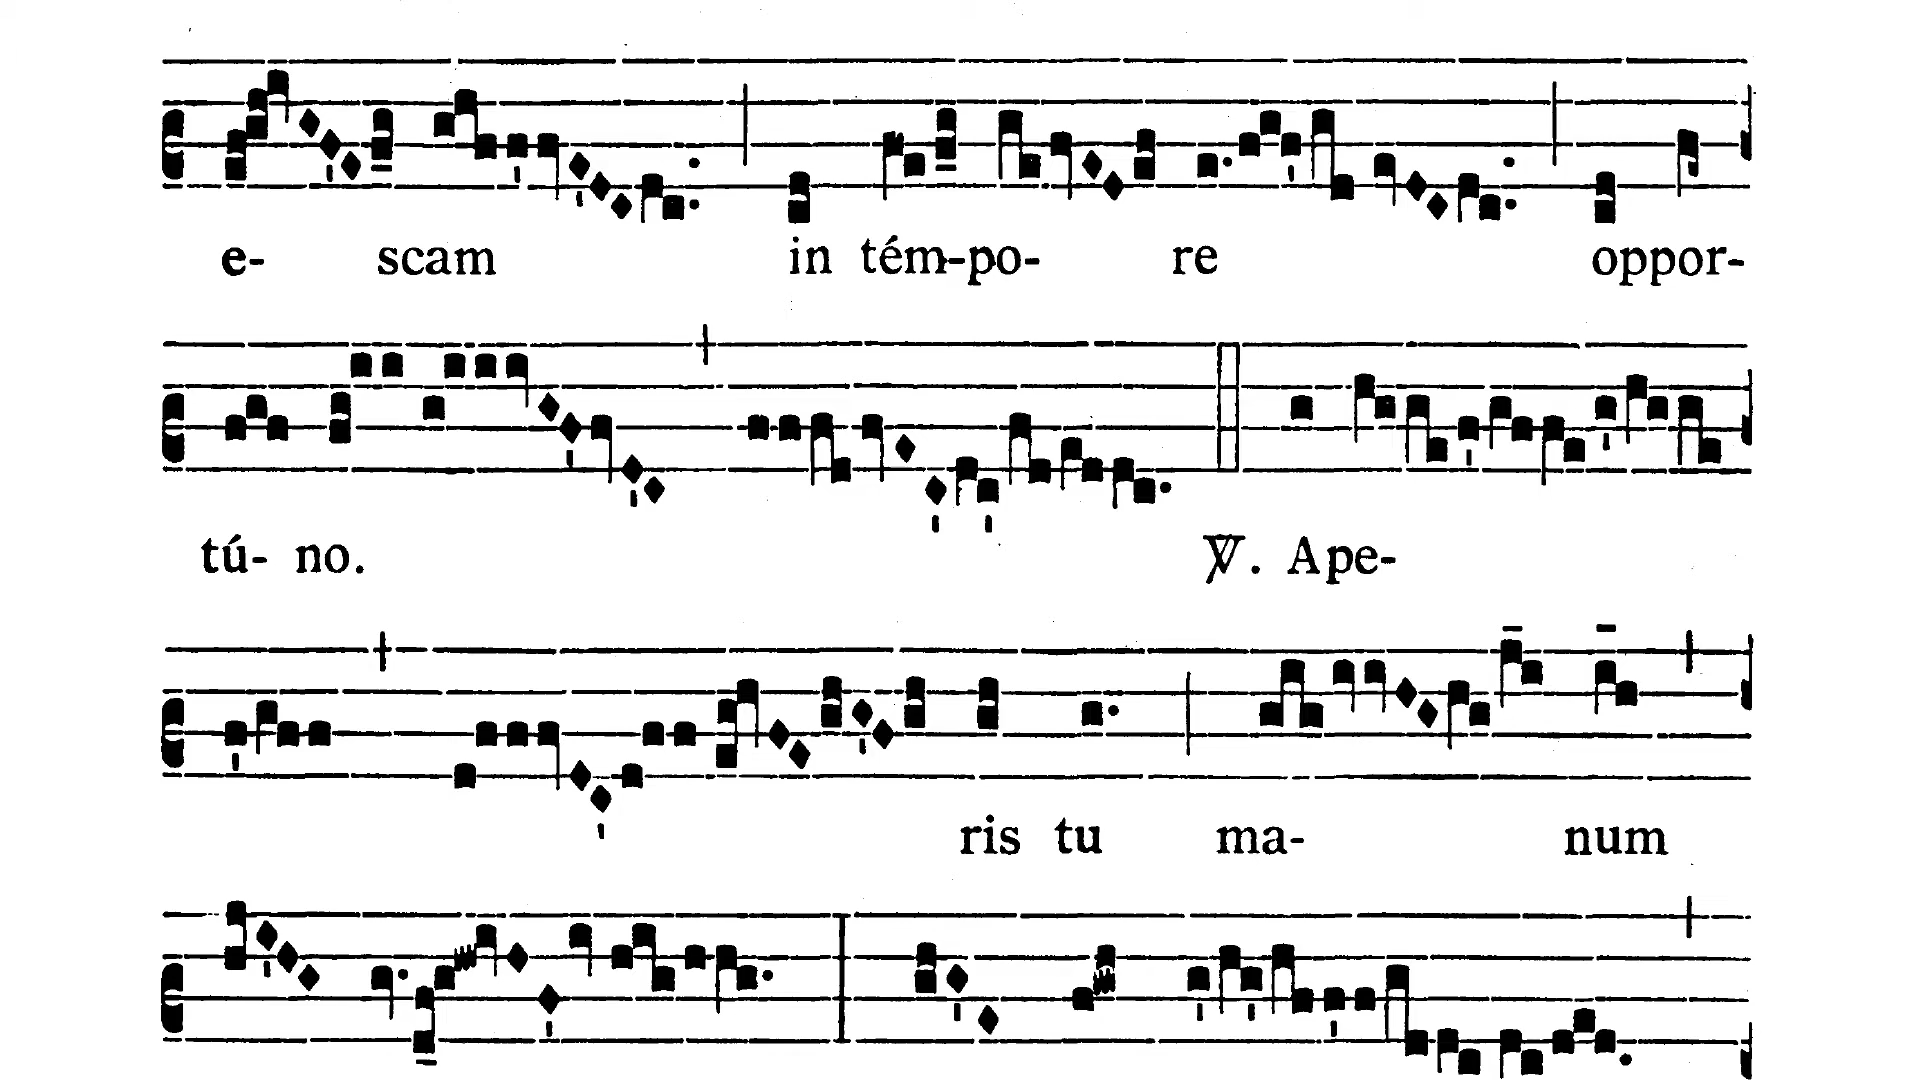 e- scam in tém-po- re oppor-
tú- no. ℣. Ape-
ris tu ma- num